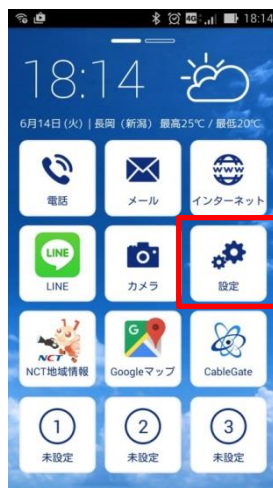 4G 18:14
18:14
6月14日(火) | 長岡（新潟）最高25℃ / 最低20℃
電話
メール
www
インターネット
LINE
LINE
カメラ
設定
NCT
NCT地域情報
G
Googleマップ
CableGate
1
未設定
2
未設定
3
未設定